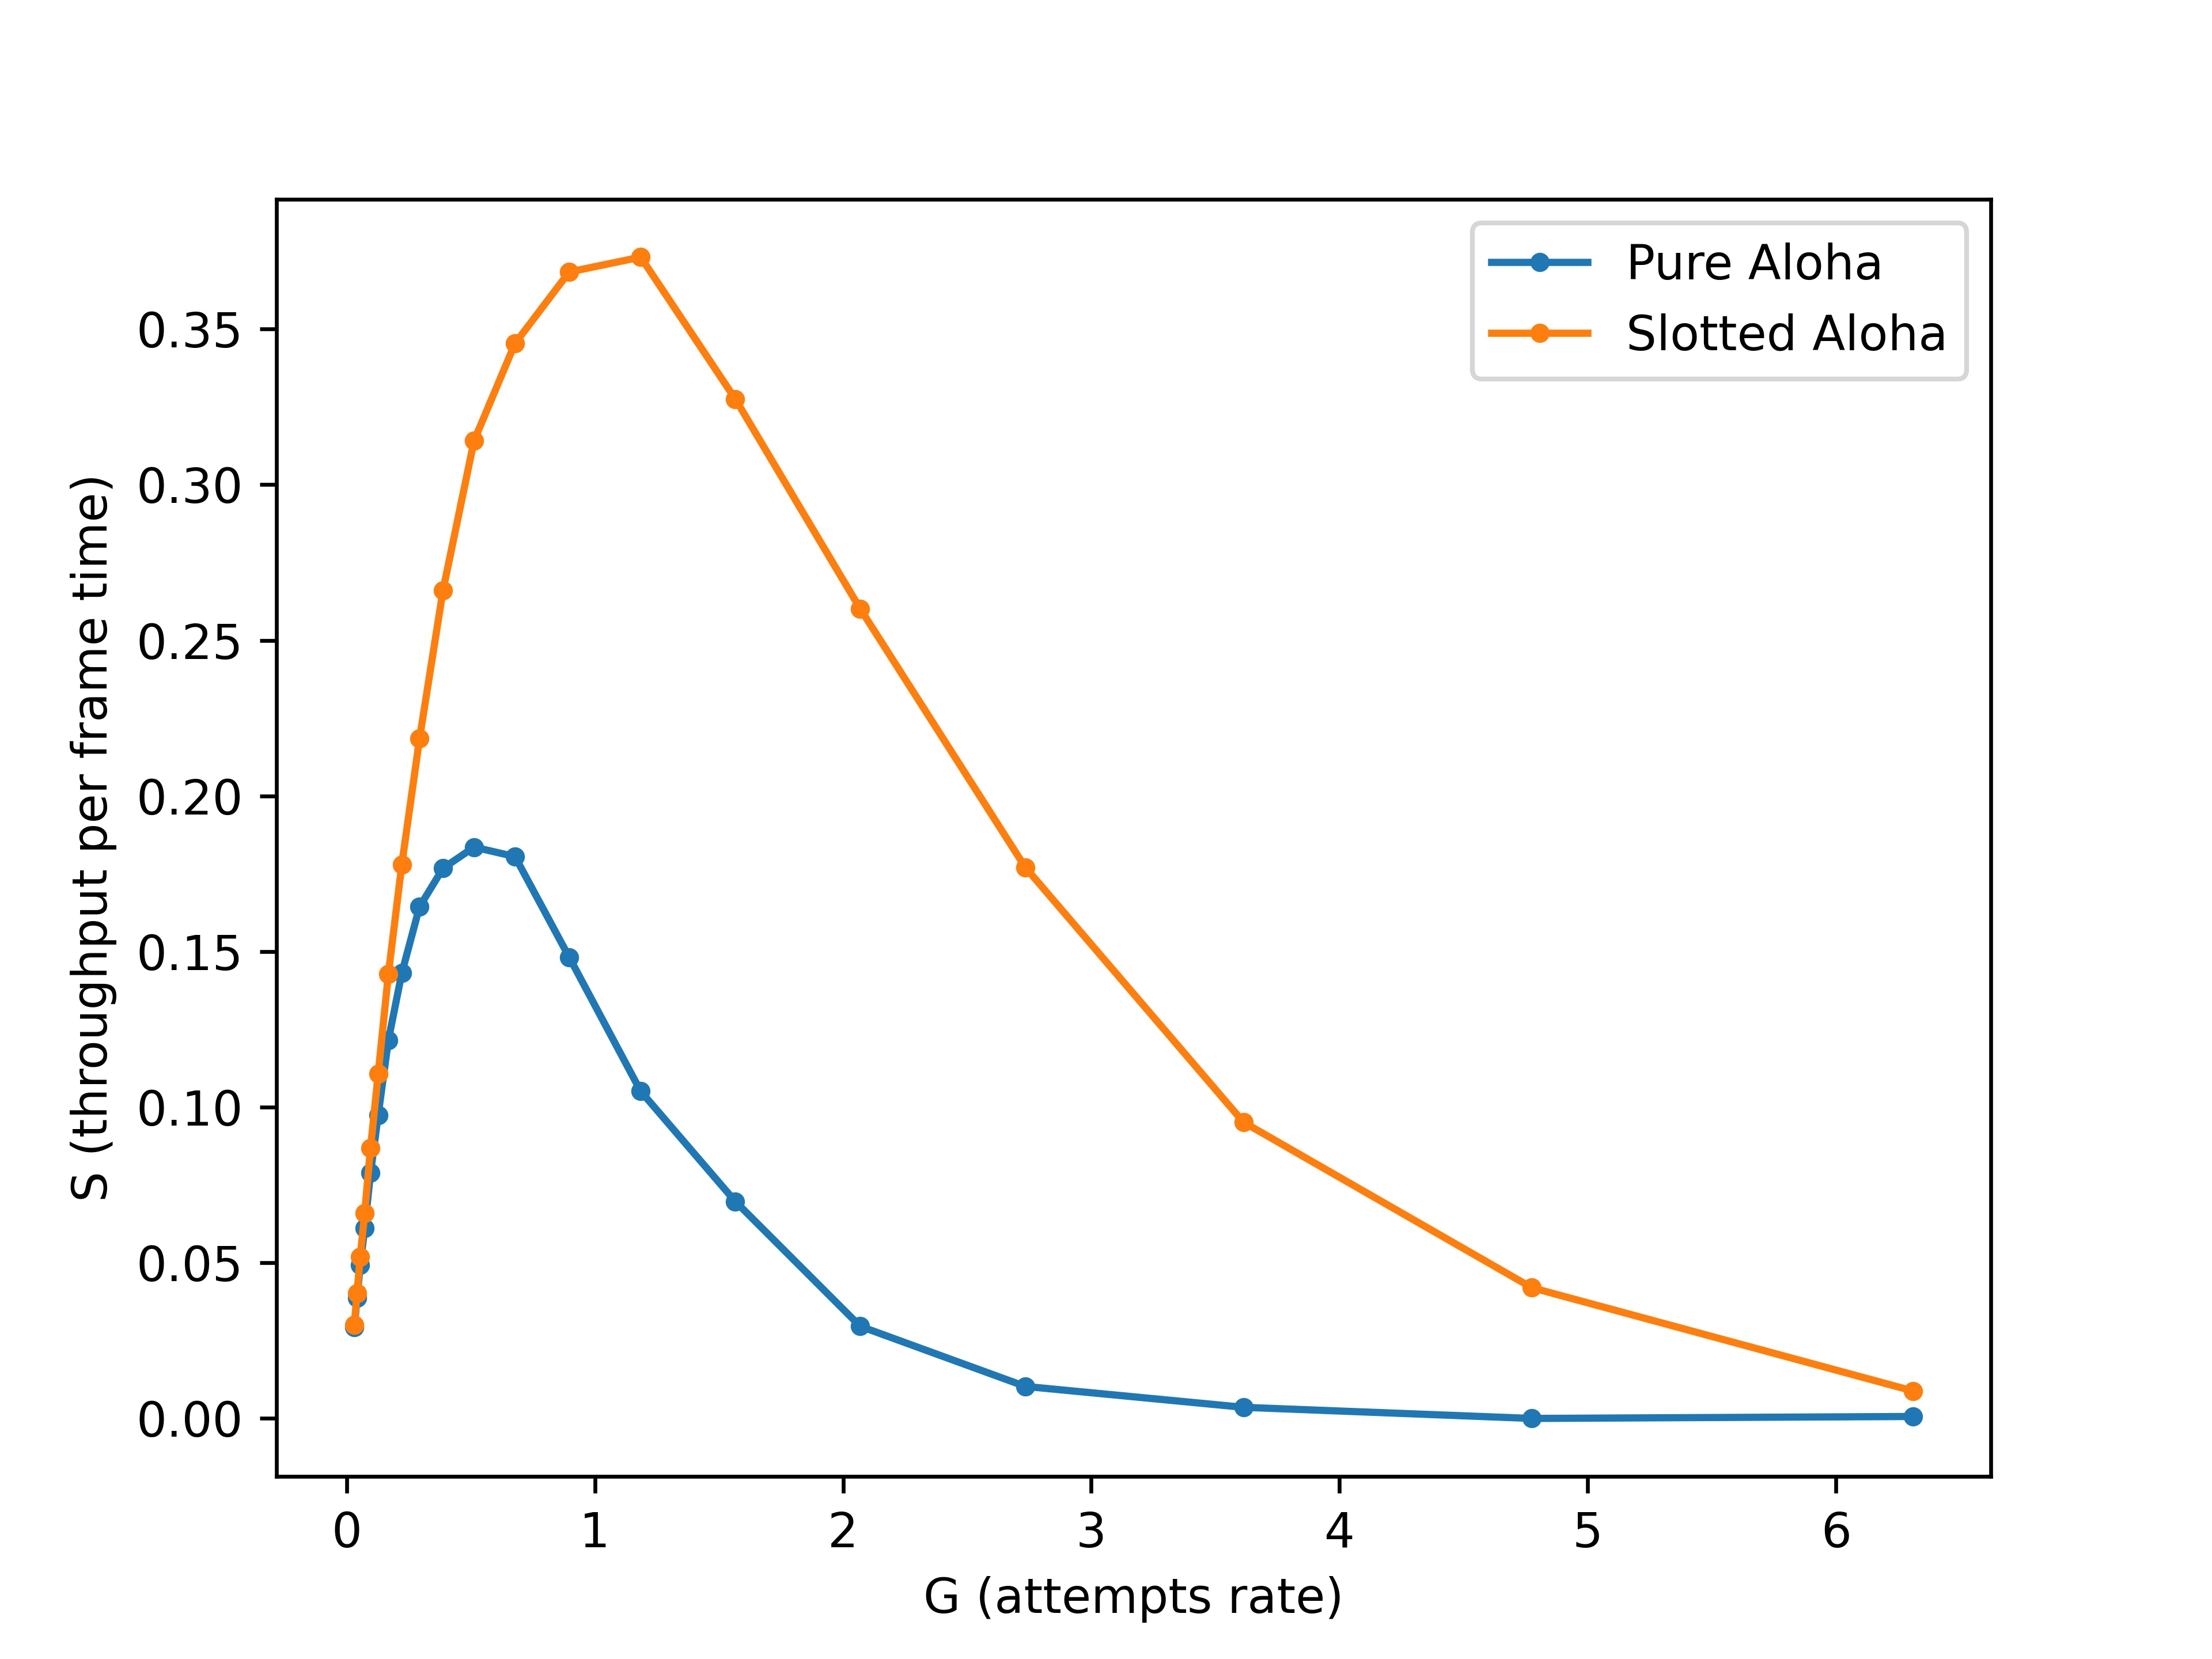 Pure Aloha
Slotted Aloha
S (throughput per frame time)
0.35
0.30
0.25
0.20
0.15
0.10
0.05
0.00
0 1 2 3 4 5 6
G (attempts rate)